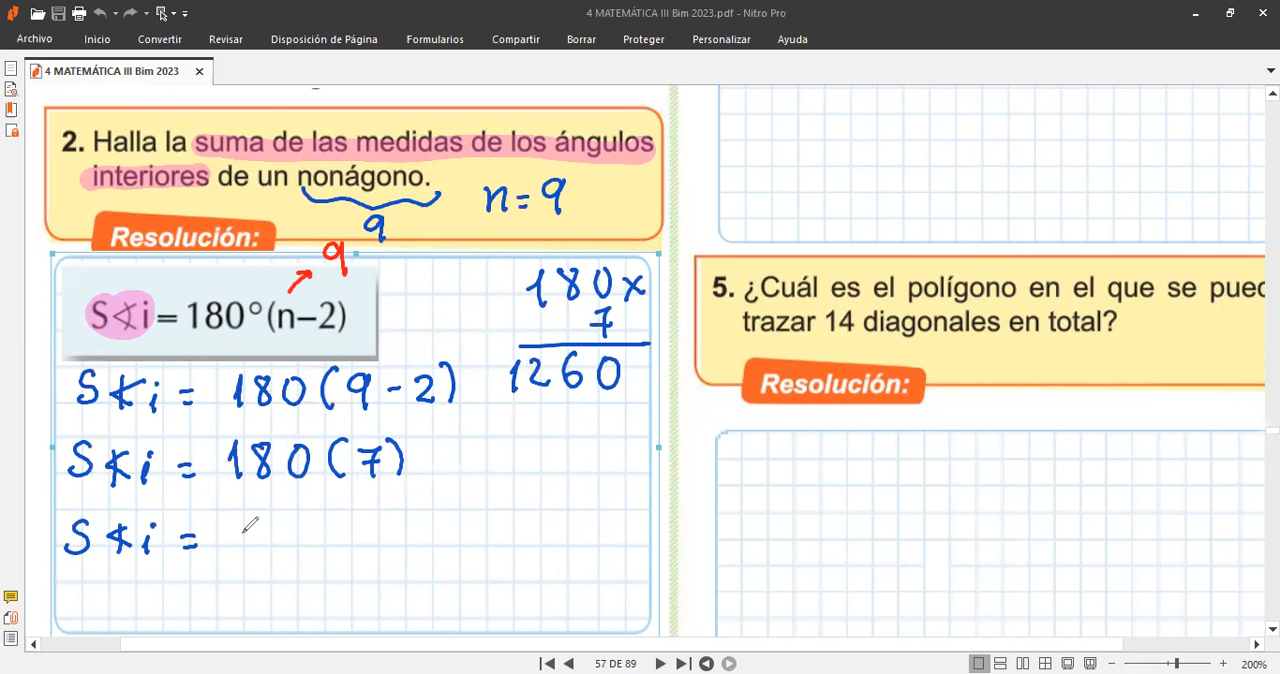 4 MATEMÁTICA III Bim 2023.pdf - Nitro Pro
Archivo Inicio Convertir Revisar Disposición de Página Formularios Compartir Borrar Proteger Personalizar Ayuda
4 MATEMÁTICA III Bim 2023
2. Halla la suma de las medidas de los ángulos
interiores de un nonágono.
n = 9
9
Resolución:
9
S∢i = 180°(n−2)
S∢i = 180(9-2)
S∢i = 180(7)
S∢i =
180x
7
1260
5. ¿Cuál es el polígono en el que se pued
trazar 14 diagonales en total?
Resolución:
57 DE 89
200%